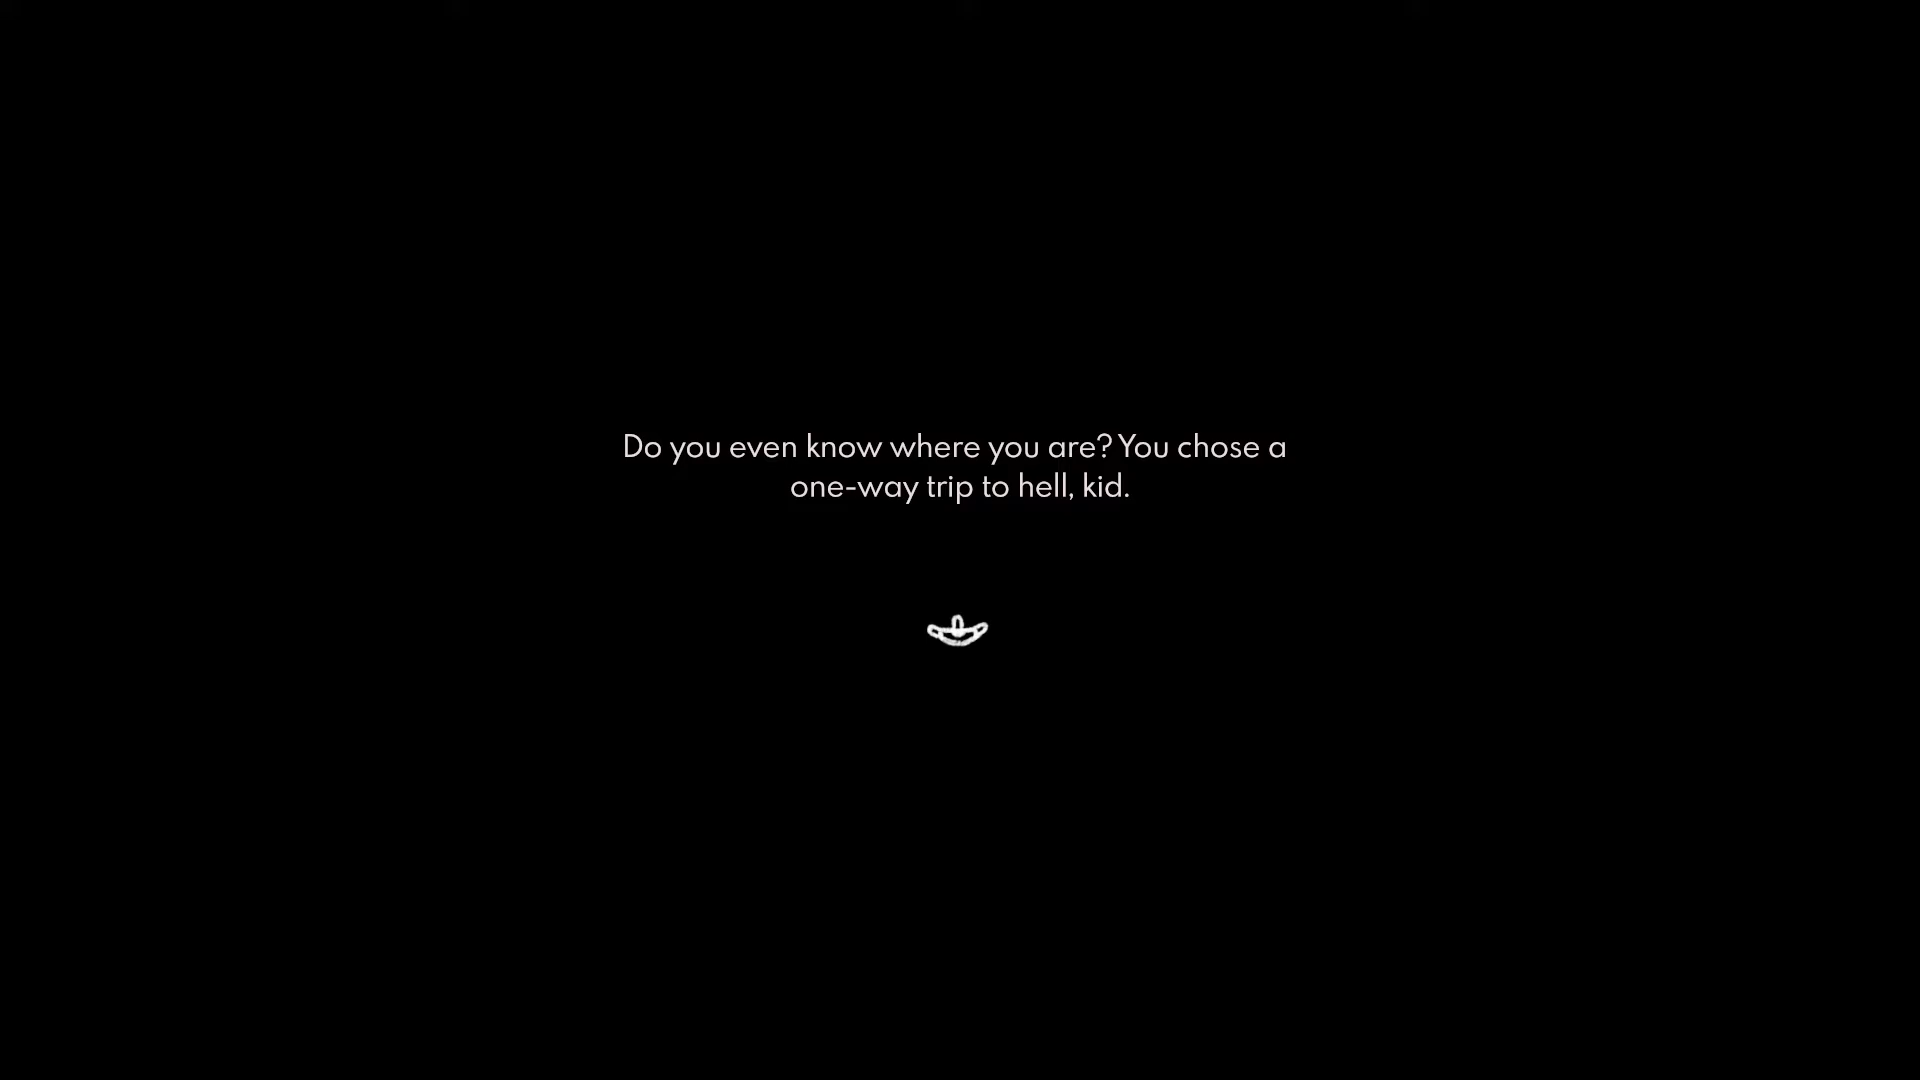 Do you even know where you are? You chose a
one-way trip to hell, kid.